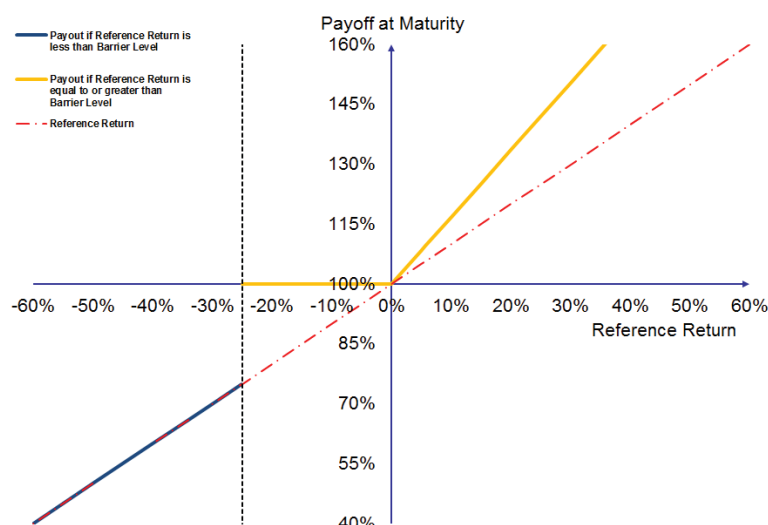 Payoff at Maturity
Payout if Reference Return is
less than Barrier Level
Payout if Reference Return is
equal to or greater than
Barrier Level
Reference Return
160%
145%
130%
115%
100%
-60% -50% -40% -30% -20% -10% 0% 10% 20% 30% 40% 50% 60%
Reference Return
85%
70%
55%
40%